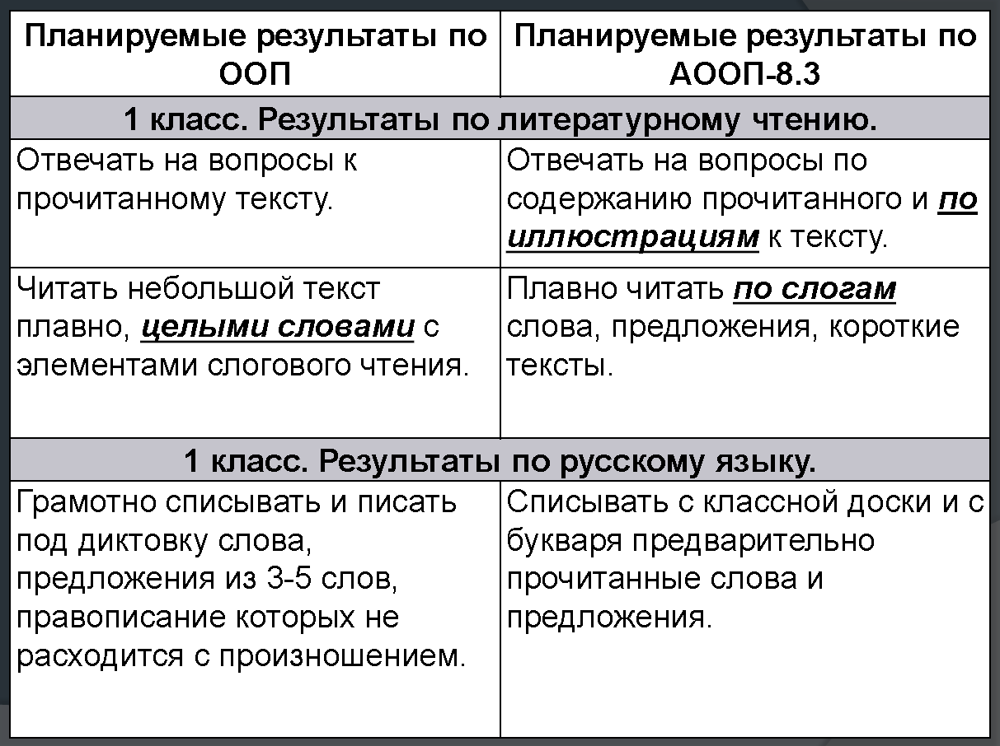 Планируемые результаты по
ООП
Планируемые результаты по
АООП-8.3
1 класс. Результаты по литературному чтению.
Отвечать на вопросы к
прочитанному тексту.
Отвечать на вопросы по
содержанию прочитанного и по
иллюстрациям к тексту.
Читать небольшой текст
плавно, целыми словами с
элементами слогового чтения.
Плавно читать по слогам
слова, предложения, короткие
тексты.
1 класс. Результаты по русскому языку.
Грамотно списывать и писать
под диктовку слова,
предложения из 3-5 слов,
правописание которых не
расходится с произношением.
Списывать с классной доски и с
букваря предварительно
прочитанные слова и
предложения.